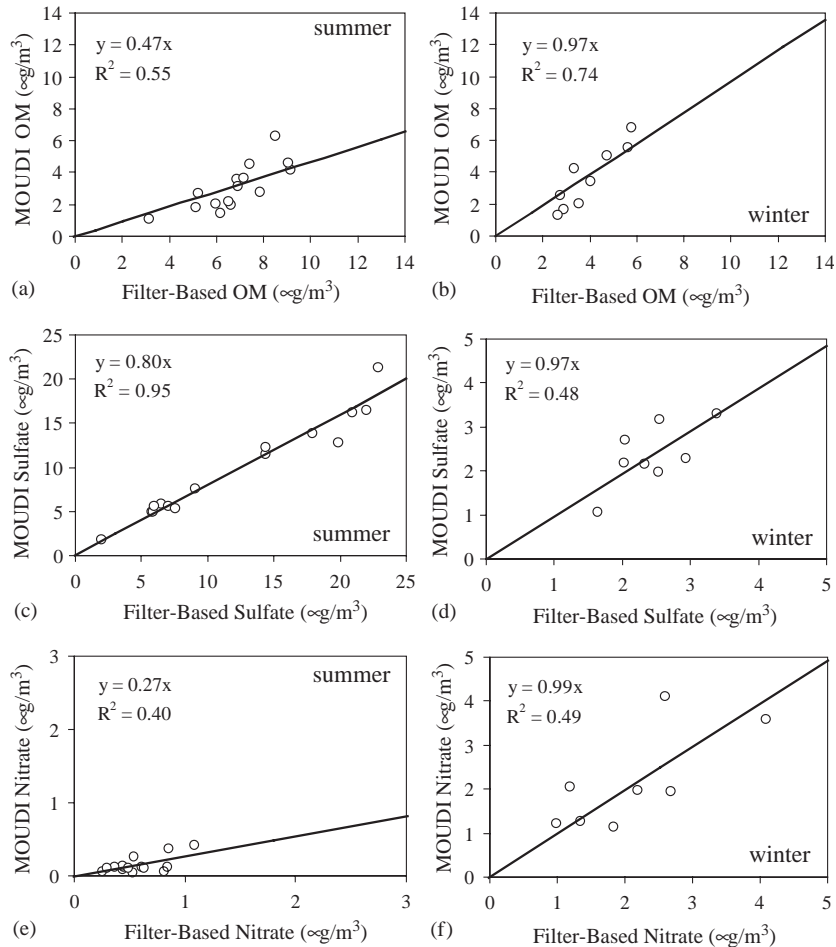 14
12
10
8
6
4
2
0
MOUDI OM (∝g/m³)
y = 0.47x
R² = 0.55
summer
0 2 4 6 8 10 12 14
(a) Filter-Based OM (∝g/m³)
14
12
10
8
6
4
2
0
MOUDI OM (∝g/m³)
y = 0.97x
R² = 0.74
winter
0 2 4 6 8 10 12 14
(b) Filter-Based OM (∝g/m³)
25
20
15
10
5
0
MOUDI Sulfate (∝g/m³)
y = 0.80x
R² = 0.95
summer
0 5 10 15 20 25
(c) Filter-Based Sulfate (∝g/m³)
5
4
3
2
1
0
MOUDI Sulfate (∝g/m³)
y = 0.97x
R² = 0.48
winter
0 1 2 3 4 5
(d) Filter-Based Sulfate (∝g/m³)
3
2
1
0
MOUDI Nitrate (∝g/m³)
y = 0.27x
R² = 0.40
summer
0 1 2 3
(e) Filter-Based Nitrate (∝g/m³)
5
4
3
2
1
0
MOUDI Nitrate (∝g/m³)
y = 0.99x
R² = 0.49
winter
0 1 2 3 4 5
(f) Filter-Based Nitrate (∝g/m³)